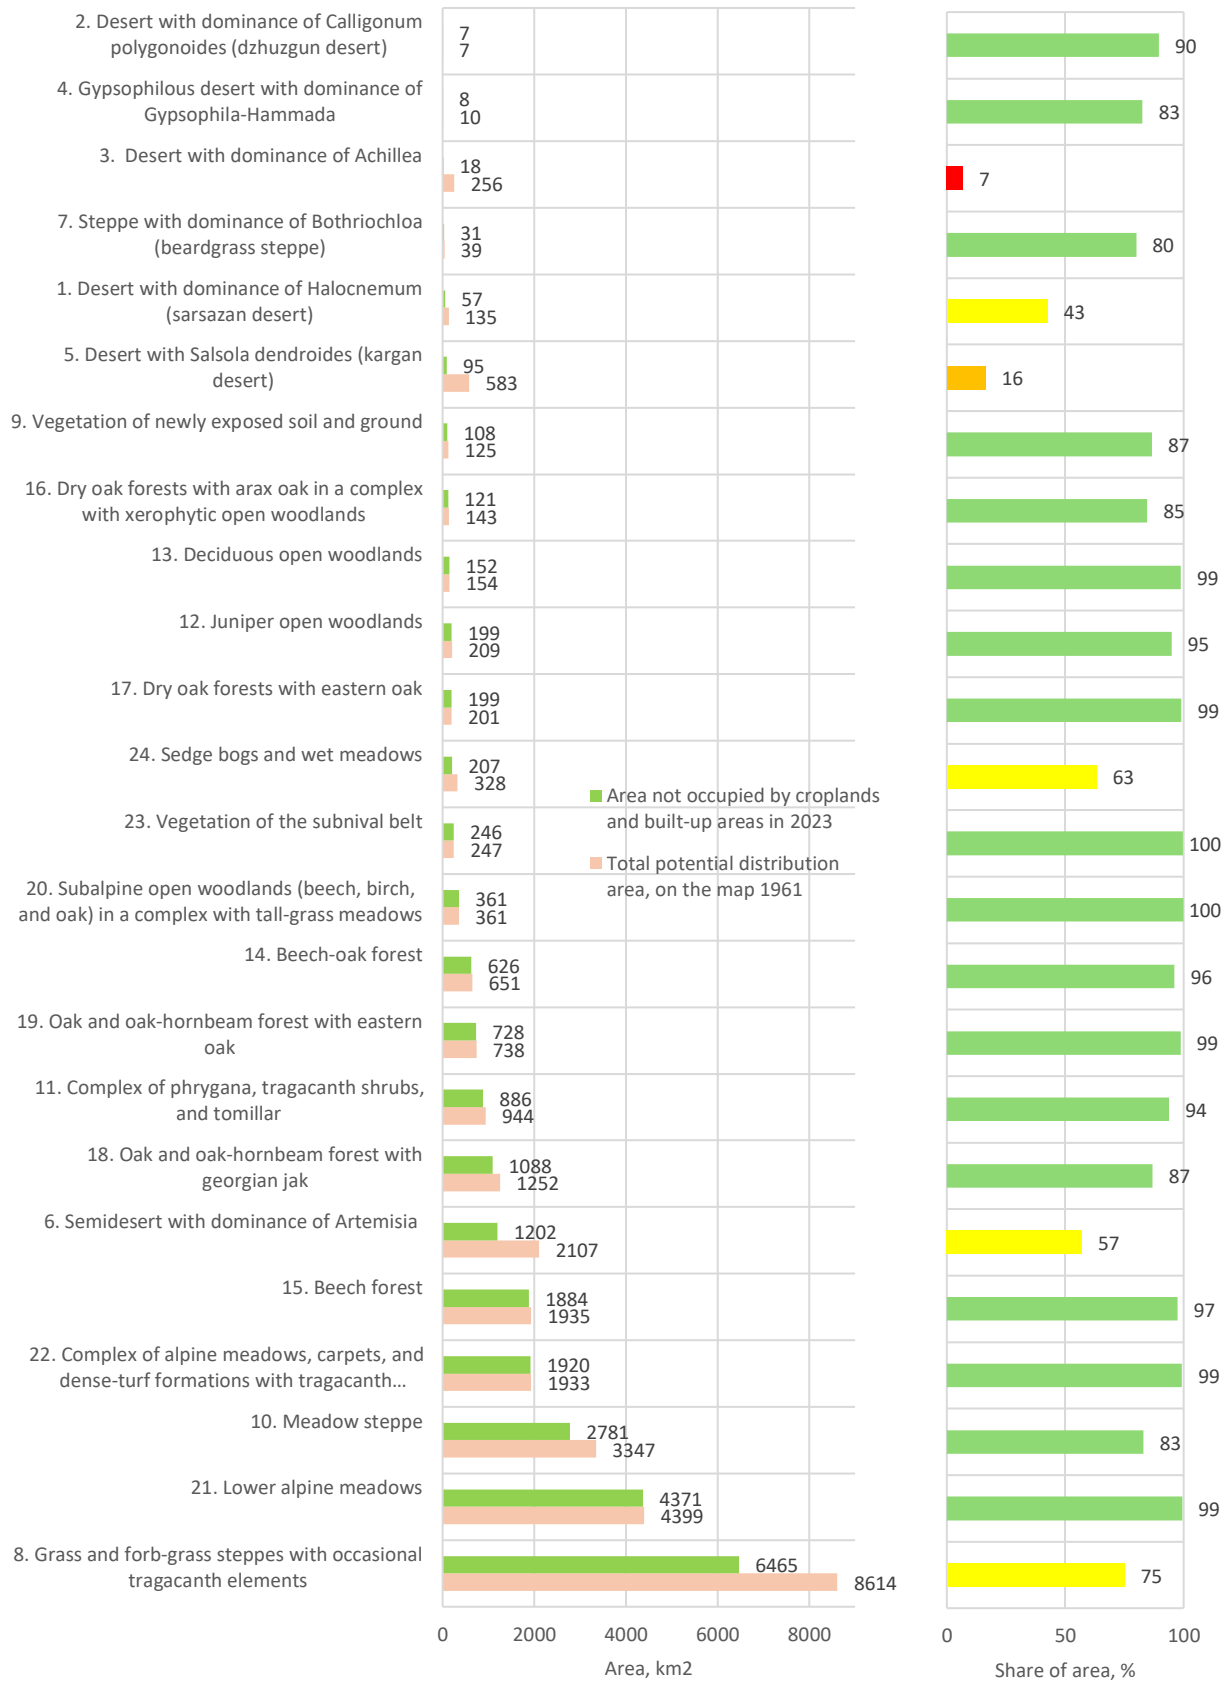 2. Desert with dominance of Calligonum
polygonoides (dzhuzgun desert)
7
7
90
4. Gypsophilous desert with dominance of
Gypsophila-Hammada
8
10
83
3.  Desert with dominance of Achillea
18
256
7
7. Steppe with dominance of Bothriochloa
(beardgrass steppe)
31
39
80
1. Desert with dominance of Halocnemum
(sarsazan desert)
57
135
43
5. Desert with Salsola dendroides (kargan
desert)
95
583
16
9. Vegetation of newly exposed soil and ground
108
125
87
16. Dry oak forests with arax oak in a complex
with xerophytic open woodlands
121
143
85
13. Deciduous open woodlands
152
154
99
12. Juniper open woodlands
199
209
95
17. Dry oak forests with eastern oak
199
201
99
24. Sedge bogs and wet meadows
207
328
63
Area not occupied by croplands
and built-up areas in 2023
23. Vegetation of the subnival belt
246
247
100
Total potential distribution
area, on the map 1961
20. Subalpine open woodlands (beech, birch,
and oak) in a complex with tall-grass meadows
361
361
100
14. Beech-oak forest
626
651
96
19. Oak and oak-hornbeam forest with eastern
oak
728
738
99
11. Complex of phrygana, tragacanth shrubs,
and tomillar
886
944
94
18. Oak and oak-hornbeam forest with
georgian jak
1088
1252
87
6. Semidesert with dominance of Artemisia
1202
2107
57
15. Beech forest
1884
1935
97
22. Complex of alpine meadows, carpets, and
dense-turf formations with tragacanth...
1920
1933
99
10. Meadow steppe
2781
3347
83
21. Lower alpine meadows
4371
4399
99
8. Grass and forb-grass steppes with occasional
tragacanth elements
6465
8614
75
0 2000 4000 6000 8000
0 50 100
Area, km2
Share of area, %